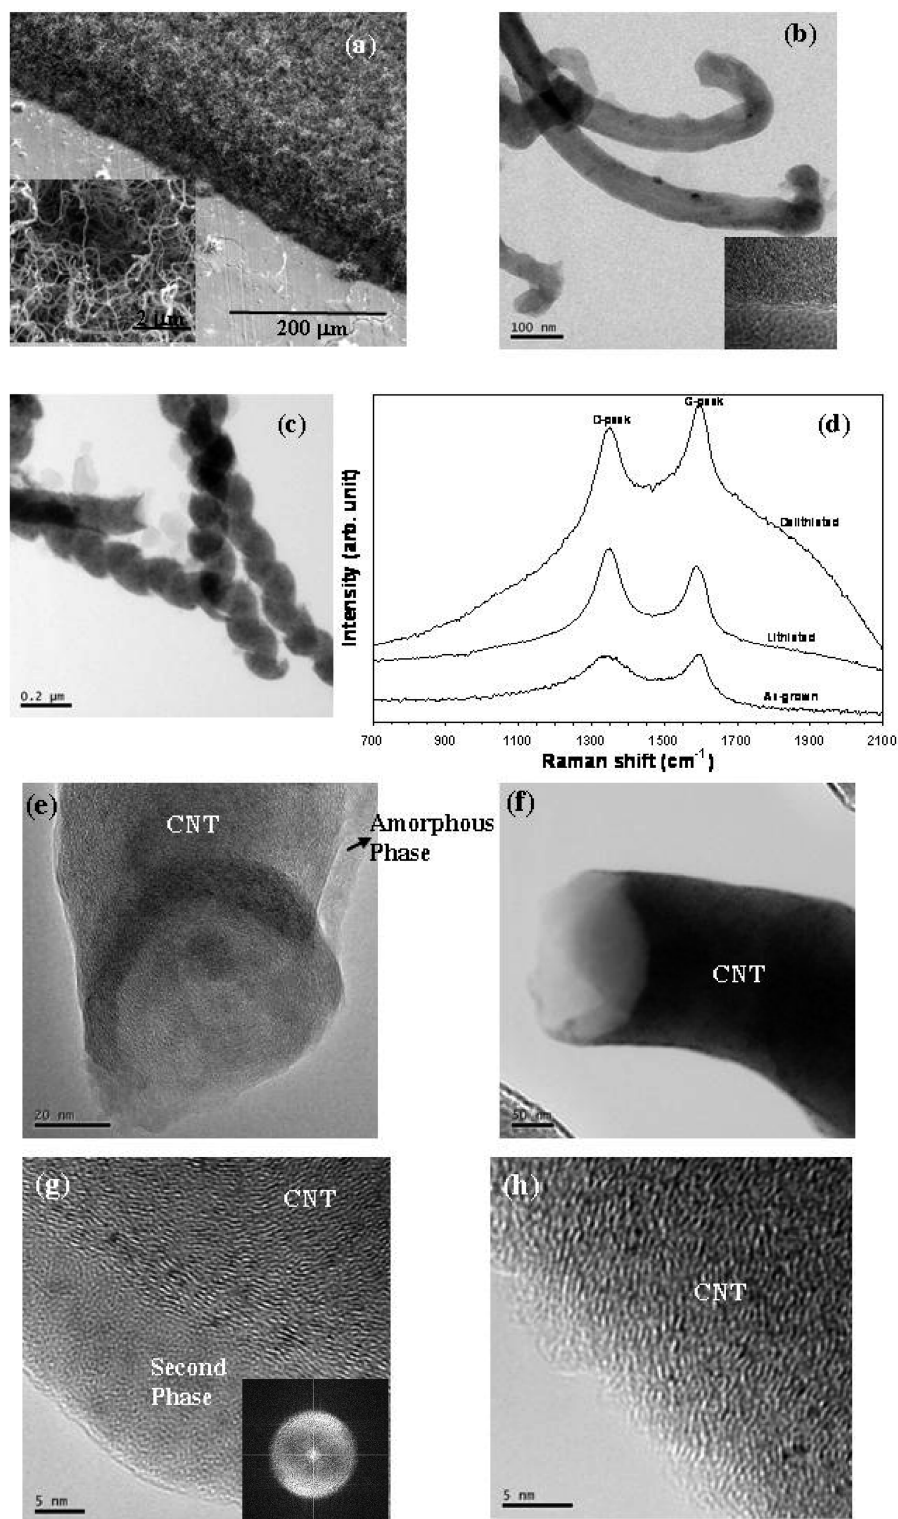 (a)
2 μm
200 μm
(b)
100 nm
(c)
0.2 μm
(d)
D-peak
G-peak
Delithiated
Lithiated
As-grown
Intensity (arb. unit)
700 900 1100 1300 1500 1700 1900 2100
Raman shift (cm⁻¹)
(e)
CNT
Amorphous
Phase
20 nm
(f)
CNT
50 nm
(g)
CNT
Second
Phase
5 nm
(h)
CNT
5 nm